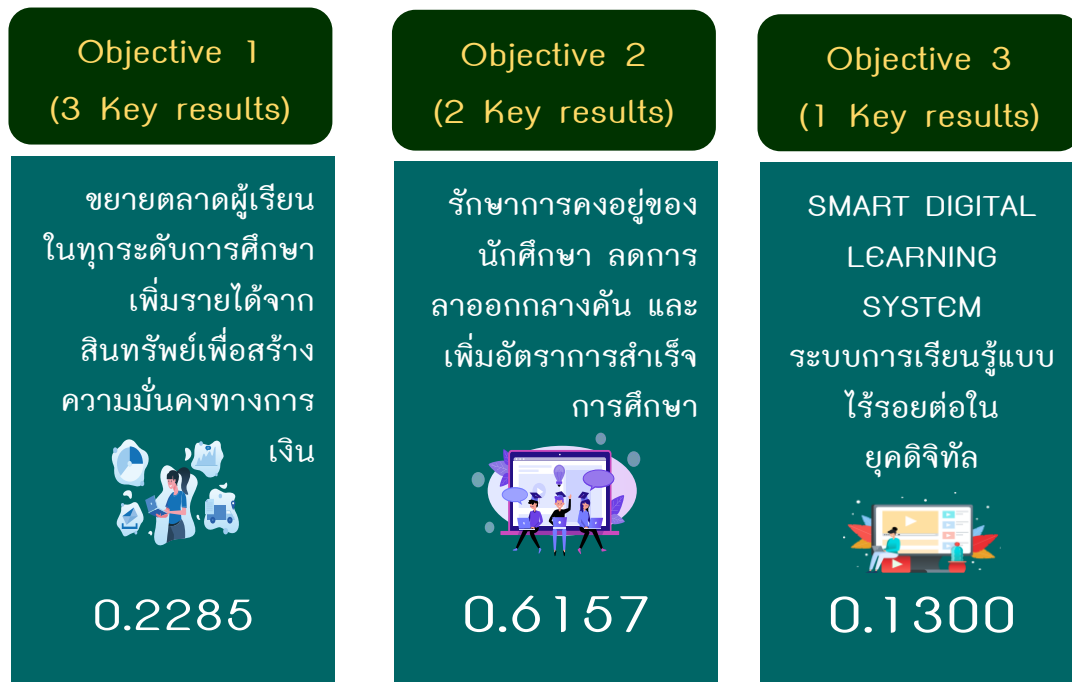 Objective 1
(3 Key results)
ขยายตลาดผู้เรียน
ในทุกระดับการศึกษา
เพิ่มรายได้จาก
สินทรัพย์เพื่อสร้าง
ความมั่นคงทางการ
เงิน
0.2285
Objective 2
(2 Key results)
รักษาการคงอยู่ของ
นักศึกษา ลดการ
ลาออกกลางคัน และ
เพิ่มอัตราการสำเร็จ
การศึกษา
0.6157
Objective 3
(1 Key results)
SMART DIGITAL
LEARNING
SYSTEM
ระบบการเรียนรู้แบบ
ไร้รอยต่อใน
ยุคดิจิทัล
0.1300